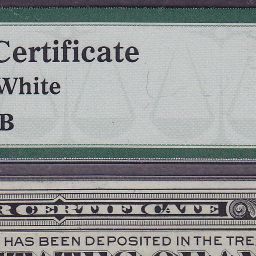 Certificate
White
B
R CERTIFICATE
HAS BEEN DEPOSITED IN THE TRE